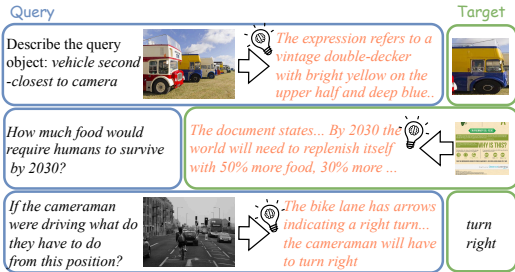 Query
Target
Describe the query
object: vehicle second
-closest to camera
The expression refers to a
vintage double-decker
with bright yellow on the
upper half and deep blue..
How much food would
require humans to survive
by 2030?
The document states... By 2030 the
world will need to replenish itself
with 50% more food, 30% more ...
WHY IS THIS?
If the cameraman
were driving what do
they have to do
from this position?
The bike lane has arrows
indicating a right turn...
the cameraman will have
to turn right
turn
right